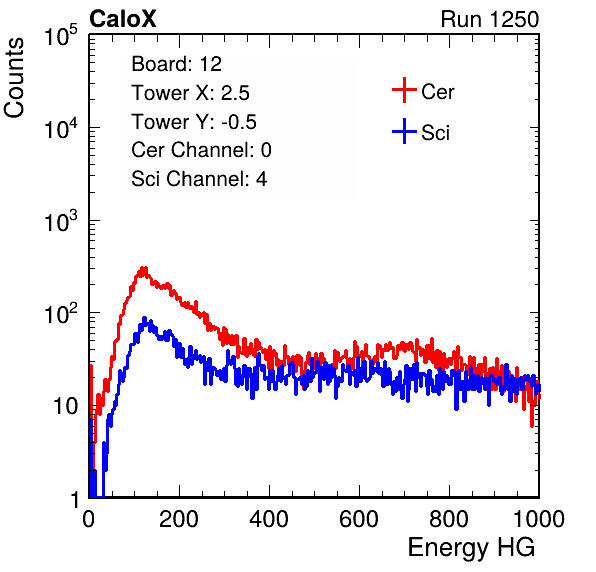 CaloX
Run 1250
Counts
10^5
10^4
10^3
10^2
10
1
Board: 12
Tower X: 2.5
Tower Y: -0.5
Cer Channel: 0
Sci Channel: 4
Cer
Sci
0 200 400 600 800 1000
Energy HG